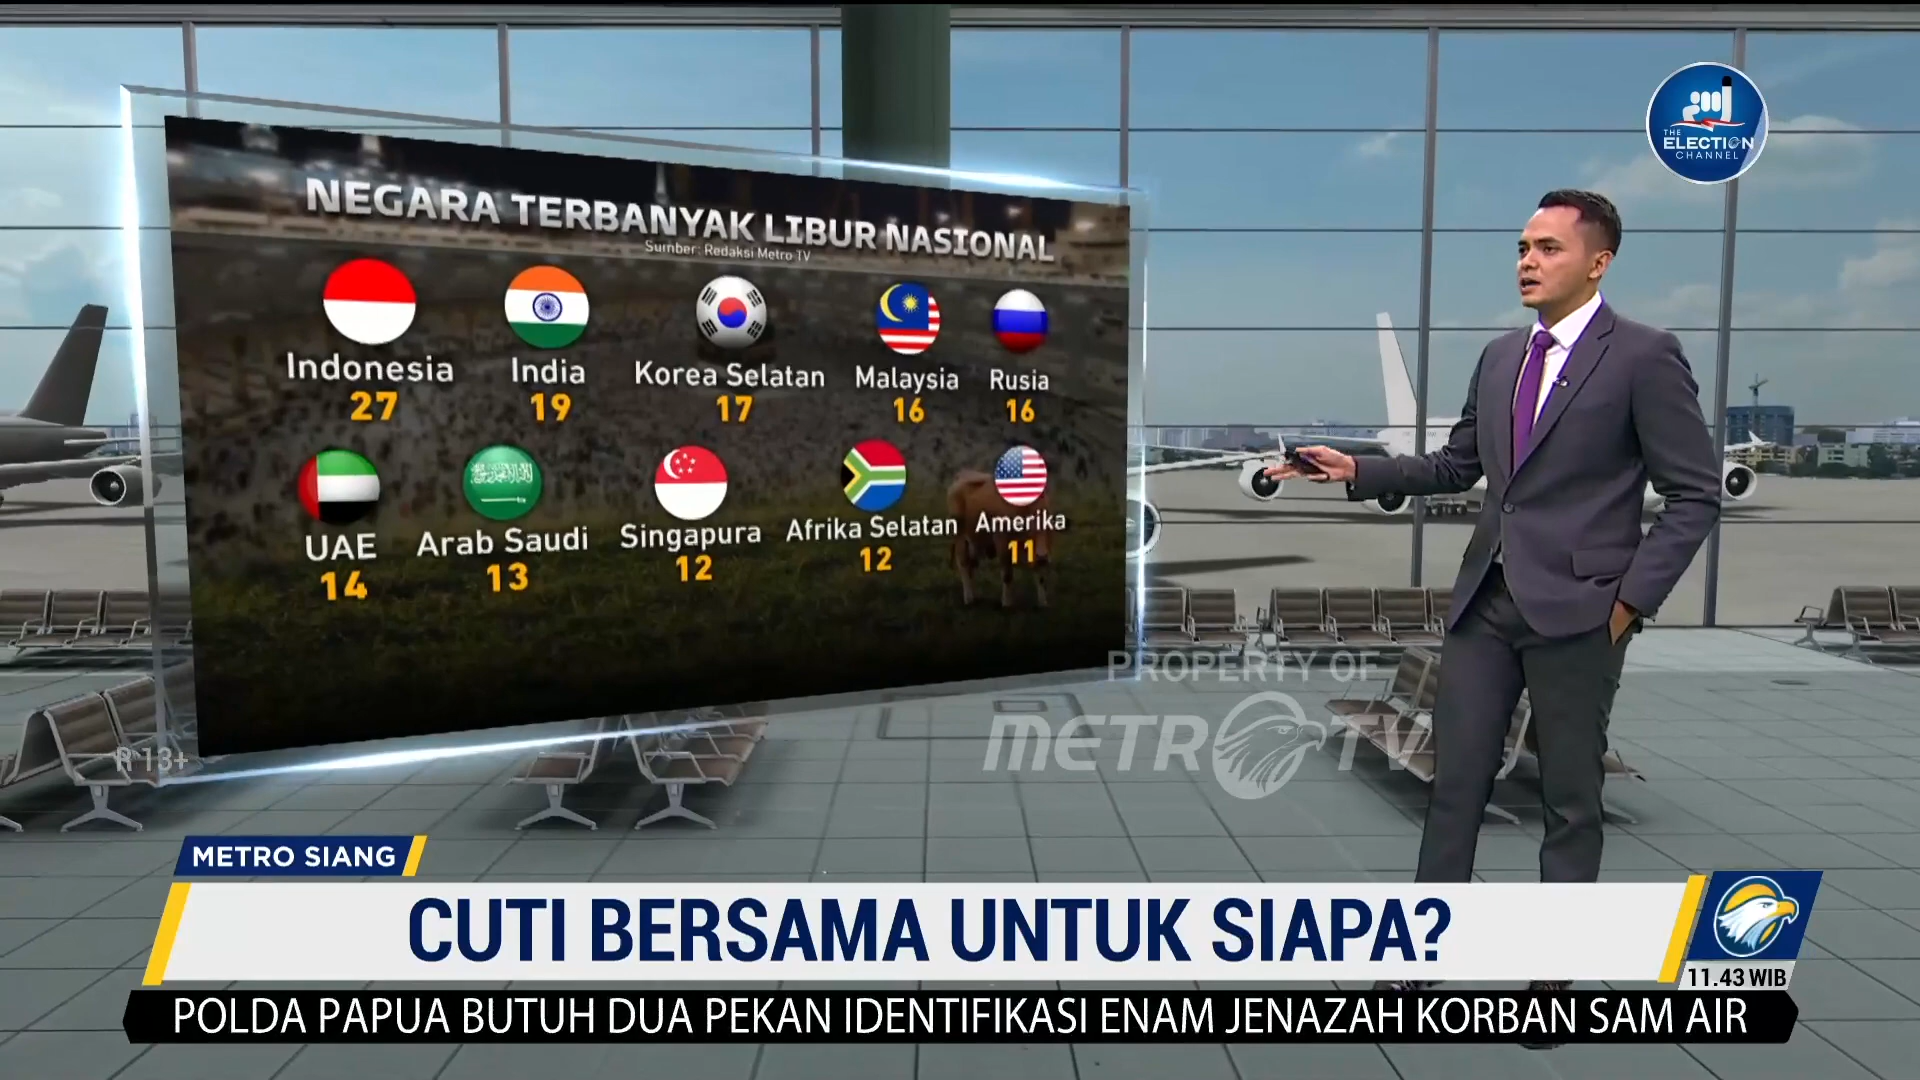 THE
ELECTION
CHANNEL
NEGARA TERBANYAK LIBUR NASIONAL
Sumber: Redaksi Metro TV
Indonesia
27
India
19
Korea Selatan
17
Malaysia
16
Rusia
16
UAE
14
Arab Saudi
13
Singapura
12
Afrika Selatan
12
Amerika
11
PROPERTY OF
METRO TV
R 13+
METRO SIANG
CUTI BERSAMA UNTUK SIAPA?
11.43 WIB
POLDA PAPUA BUTUH DUA PEKAN IDENTIFIKASI ENAM JENAZAH KORBAN SAM AIR